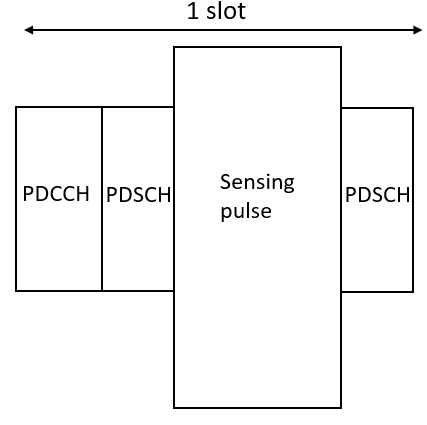 1 slot
PDCCH
PDSCH
Sensing
pulse
PDSCH